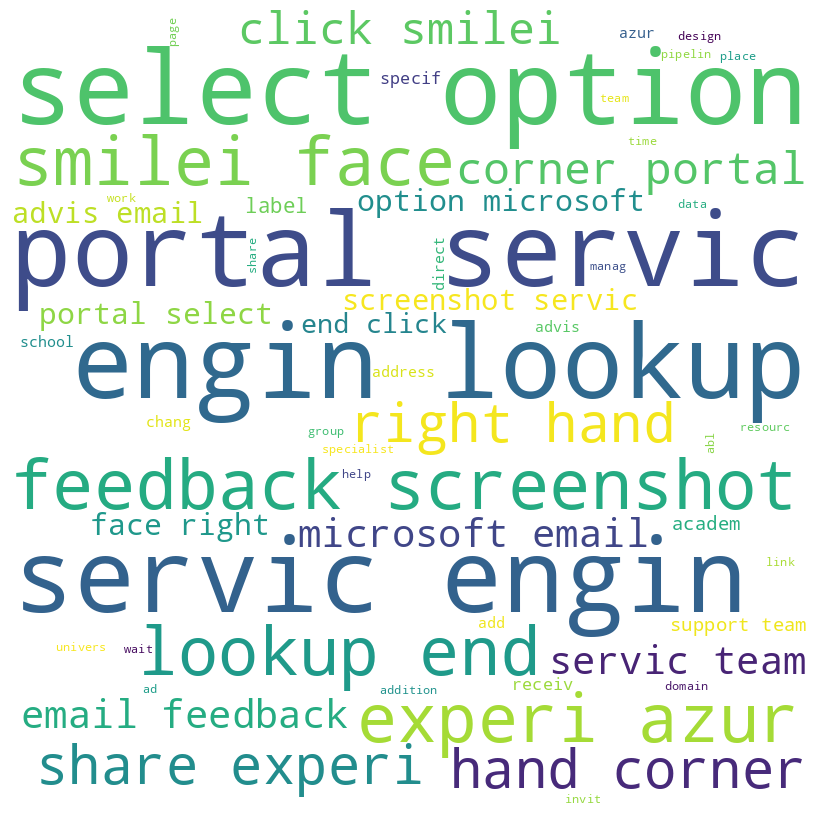 page
click smilei
azur
design
select option
specif
pipelin
place
team
smilei face
corner portal
time
work
advis email
label
option microsoft
data
portal servic
share
direct
manag
portal select
end click
screenshot servic
advis
school
engin lookup
address
chang
group
right hand
specialist
abl
resourc
feedback screenshot
help
face right
microsoft email
academ
servic engin
link
add
support team
univers
wait
lookup end
servic team
ad
addition
receiv
domain
email feedback
experi azur
share experi
hand corner
invit